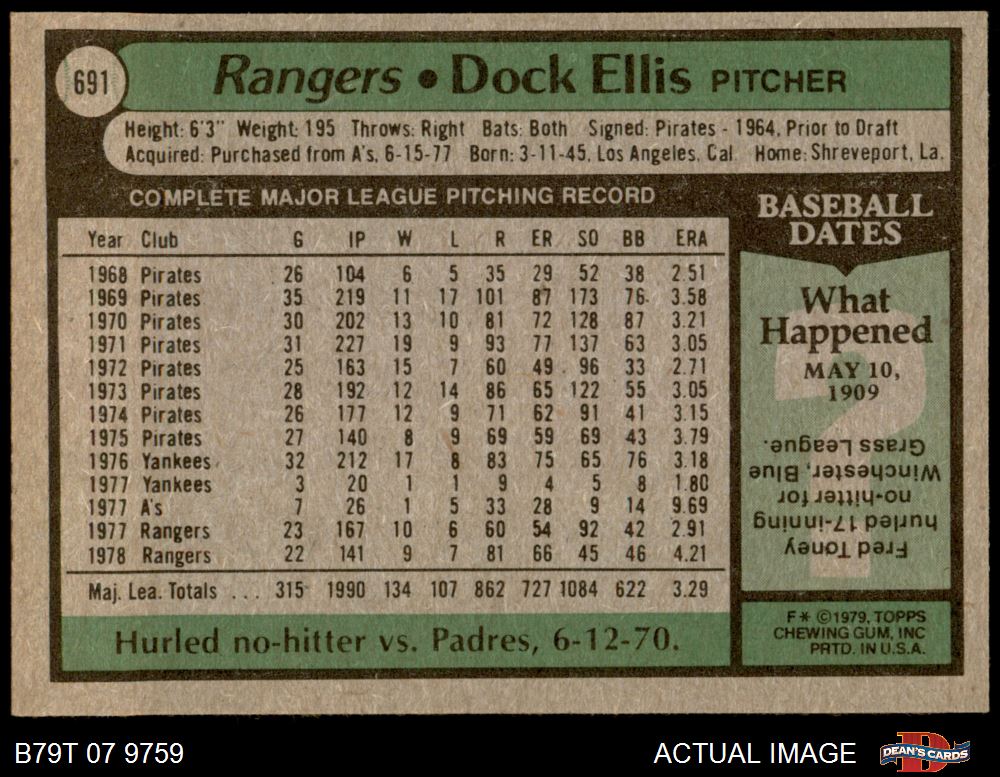 691
Rangers • Dock Ellis PITCHER
Height: 6'3" Weight: 195 Throws: Right Bats: Both Signed: Pirates - 1964, Prior to Draft
Acquired: Purchased from A's, 6-15-77 Born: 3-11-45, Los Angeles, Cal Home: Shreveport, La.
COMPLETE MAJOR LEAGUE PITCHING RECORD
Year Club G IP W L R ER SO BB ERA
1968 Pirates 26 104 6 5 35 29 52 38 2.51
1969 Pirates 35 219 11 17 101 87 173 76 3.58
1970 Pirates 30 202 13 10 81 72 128 87 3.21
1971 Pirates 31 227 19 9 93 77 137 63 3.05
1972 Pirates 25 163 15 7 60 49 96 33 2.71
1973 Pirates 28 192 12 14 86 65 122 55 3.05
1974 Pirates 26 177 12 9 71 62 91 41 3.15
1975 Pirates 27 140 8 9 69 59 69 43 3.79
1976 Yankees 32 212 17 8 83 75 65 76 3.18
1977 Yankees 3 20 1 1 9 4 5 8 1.80
1977 A's 7 26 1 5 33 28 9 14 9.69
1977 Rangers 23 167 10 6 60 54 92 42 2.91
1978 Rangers 22 141 9 7 81 66 45 46 4.21
Maj. Lea. Totals ... 315 1990 134 107 862 727 1084 622 3.29
Hurled no-hitter vs. Padres, 6-12-70.
BASEBALL
DATES
What
Happened
MAY 10,
1909
Fred Toney
hurled 17-inning
no-hitter for
Winchester, Blue
Grass League.
F* ©1979, TOPPS
CHEWING GUM, INC
PRTD. IN U.S.A.
B79T 07 9759
ACTUAL IMAGE
DEAN'S CARDS